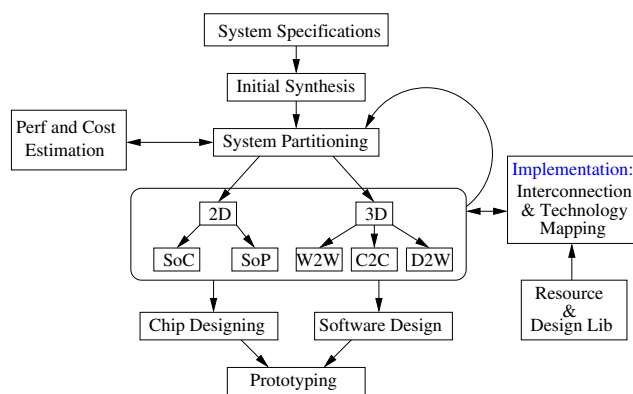 System Specifications
Initial Synthesis
Perf and Cost
Estimation
System Partitioning
Implementation:
Interconnection
& Technology
Mapping
2D
3D
SoC
SoP
W2W
C2C
D2W
Resource
&
Design Lib
Chip Designing
Software Design
Prototyping